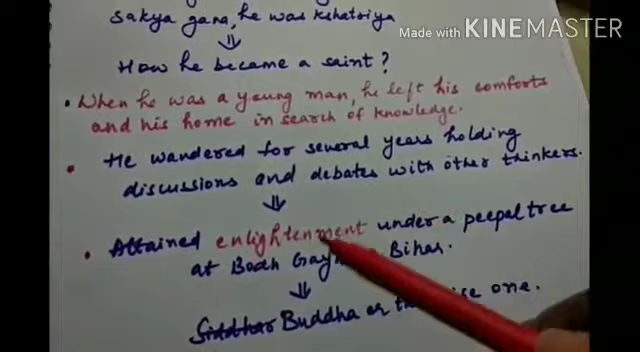 Made with KINEMASTER
sakya gana, he was kshatriya
⇓
How he became a saint?
• When he was a young man, he left his comforts
and his home in search of knowledge.
• He wandered for several years holding
discussions and debates with other thinkers.
⇓
• Attained enlightenment under a peepal tree
at Bodh Bihar.
⇓
Buddha or one.